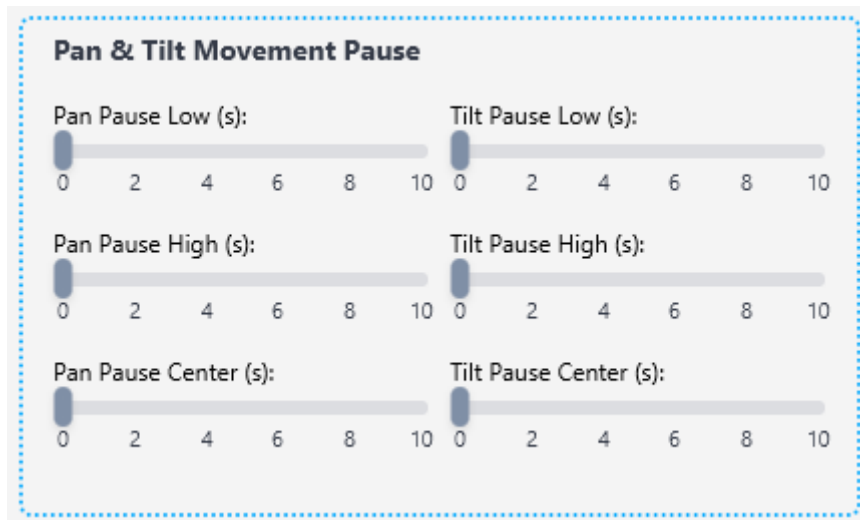 Pan & Tilt Movement Pause
Pan Pause Low (s): Tilt Pause Low (s):
0 2 4 6 8 10 0 2 4 6 8 10
Pan Pause High (s): Tilt Pause High (s):
0 2 4 6 8 10 0 2 4 6 8 10
Pan Pause Center (s): Tilt Pause Center (s):
0 2 4 6 8 10 0 2 4 6 8 10